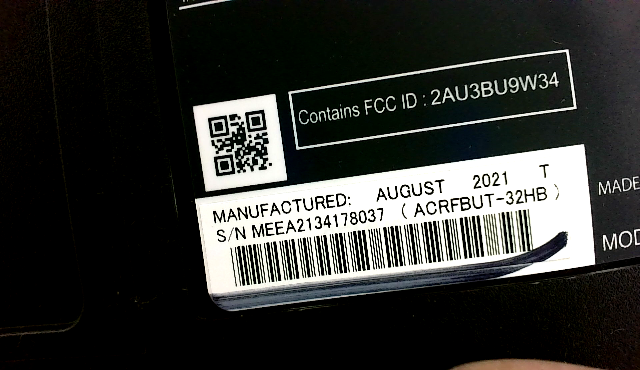 Contains FCC ID : 2AU3BU9W34
MANUFACTURED: AUGUST 2021 T
S/N MEEA2134178037 (ACRFBUT-32HB)
MADE
MOD